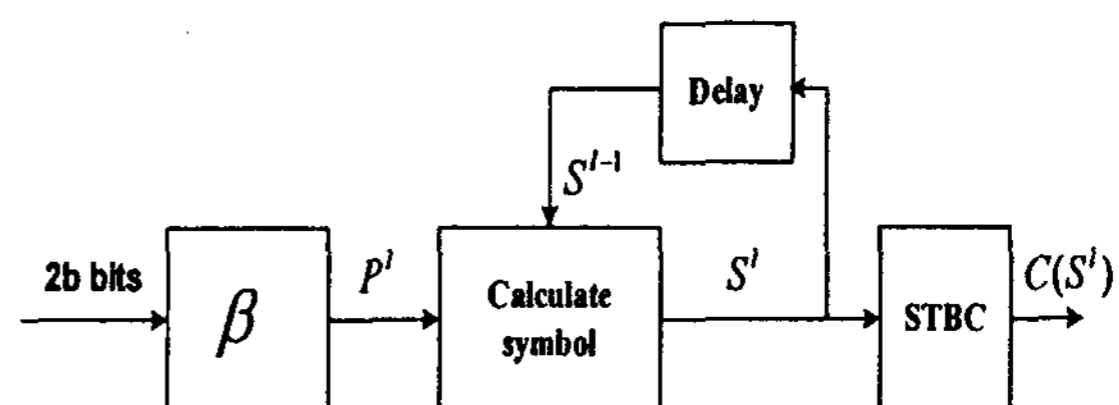 Delay
S^{l-1}
2b bits
β
P^l
Calculate
symbol
S^l
STBC
C(S^l)